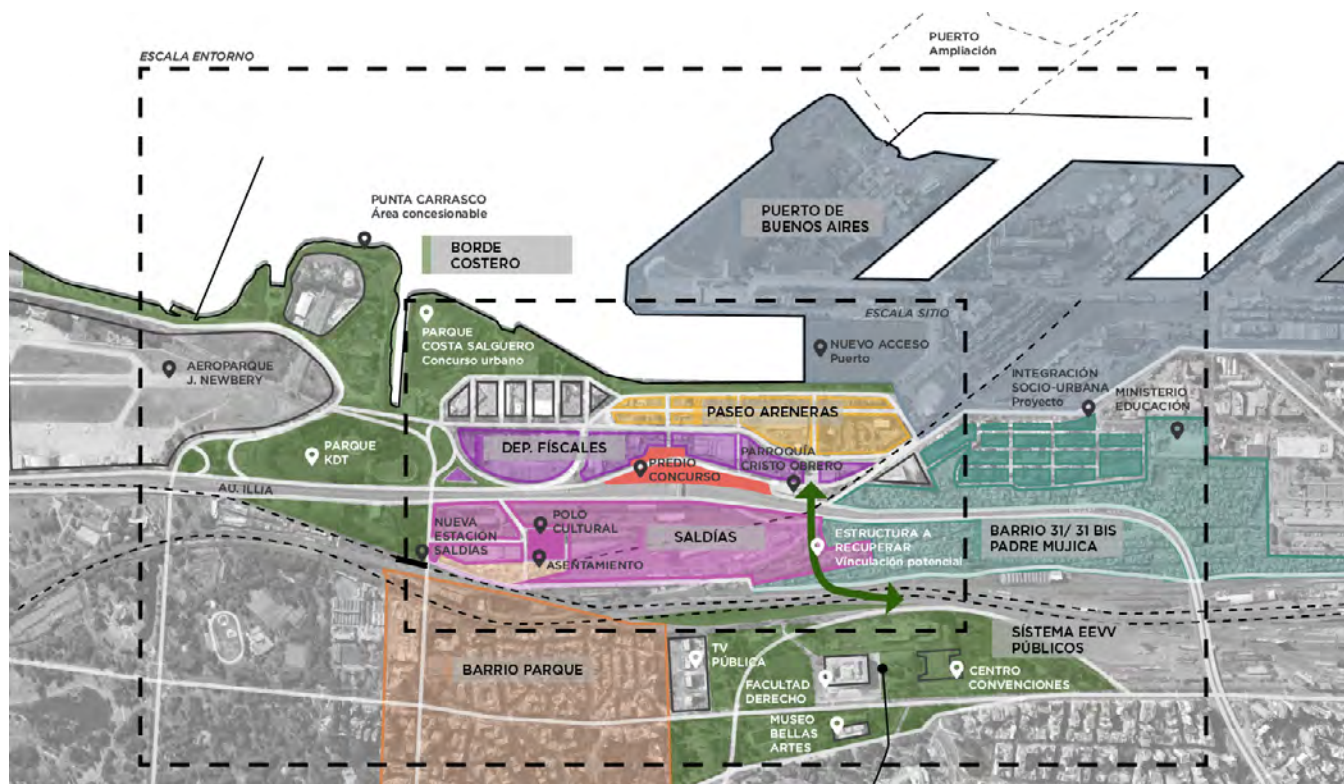 PUERTO
Ampliación
ESCALA ENTORNO
PUNTA CARRASCO
Área concesionable
BORDE
COSTERO
PUERTO DE
BUENOS AIRES
ESCALA SITIO
PARQUE
COSTA SALGUERO
Concurso urbano
NUEVO ACCESO
Puerto
AEROPARQUE
J. NEWBERY
INTEGRACIÓN
SOCIO-URBANA
Proyecto
MINISTERIO
EDUCACIÓN
PASEO ARENERAS
DEP. FÍSCALES
PARQUE
KDT
PARROQUÍA
CRISTO OBRERO
PREDIO
CONCURSO
AU. ILLIA
NUEVA
ESTACIÓN
SALDÍAS
POLO
CULTURAL
ASENTAMIENTO
SALDÍAS
ESTRUCTURA A
RECUPERAR
Vinculación potencial
BARRIO 31/ 31 BIS
PADRE MUJICA
SÍSTEMA EEVV
PÚBLICOS
BARRIO PARQUE
TV
PÚBLICA
FACULTAD
DERECHO
CENTRO
CONVENCIONES
MUSEO
BELLAS
ARTES